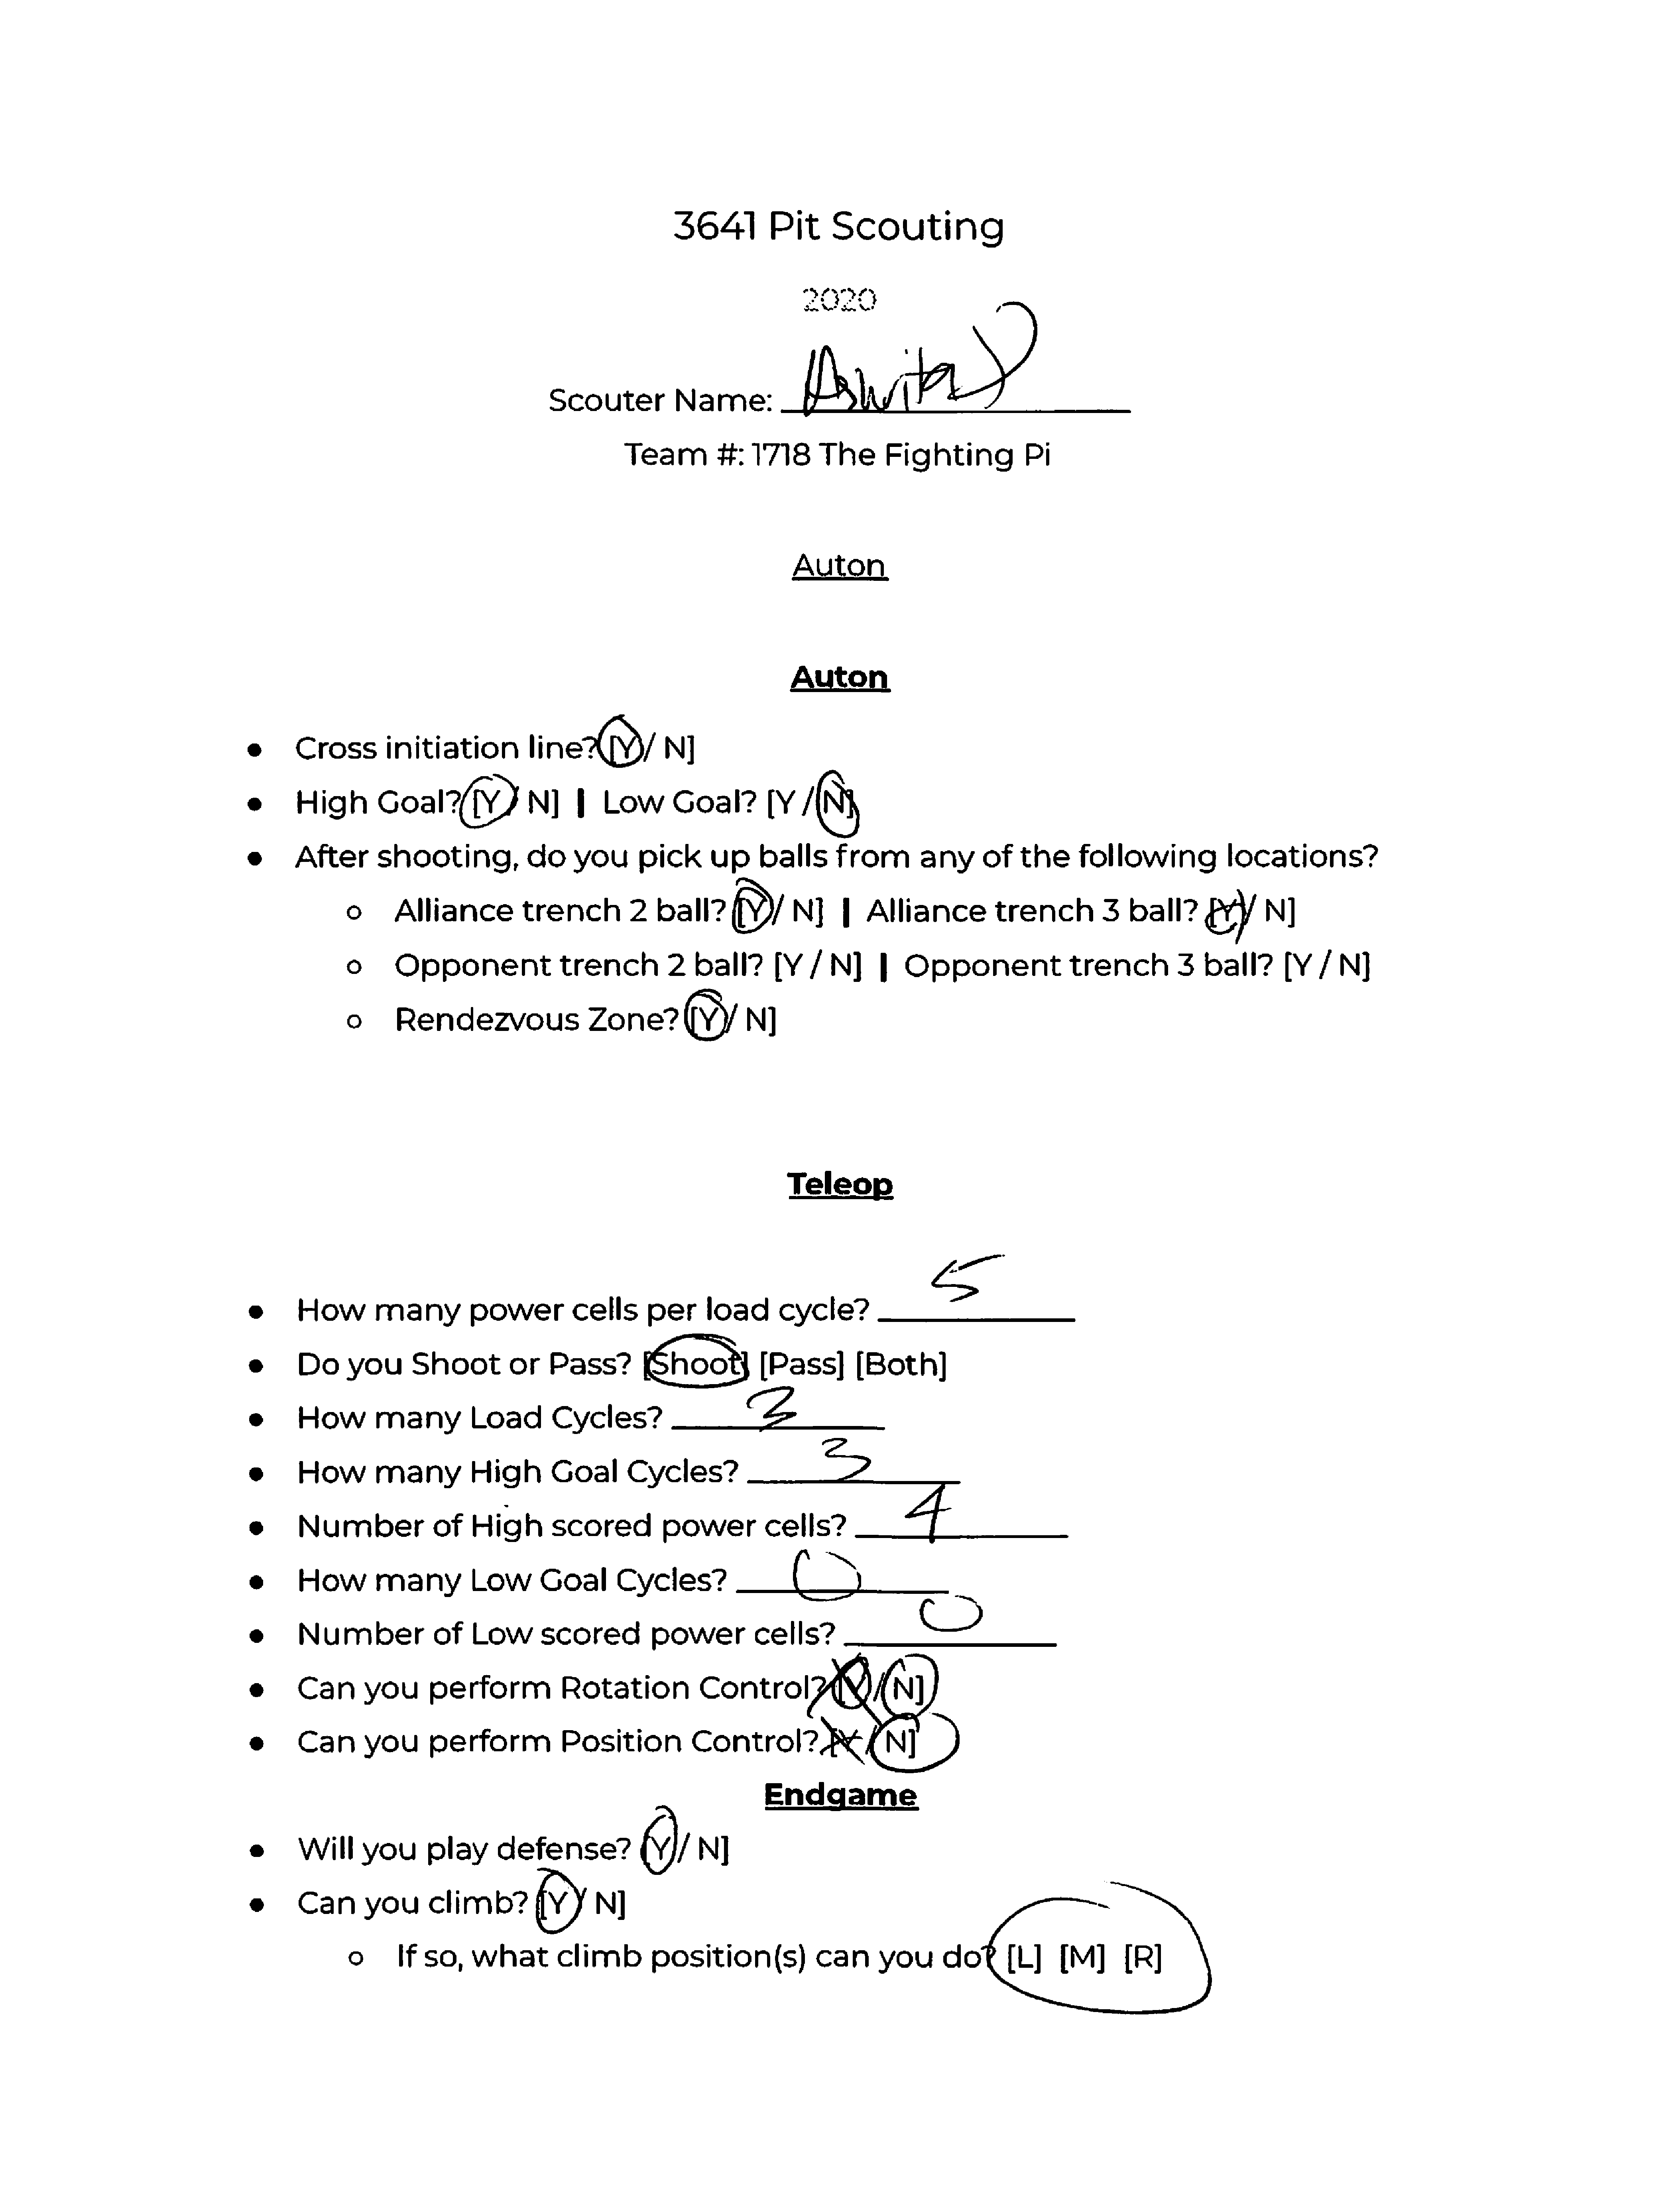 3641 Pit Scouting
2020
Scouter Name:
Team #: 1718 The Fighting Pi
Auton
Auton
● Cross initiation line? [Y / N]
● High Goal? [Y / N] | Low Goal? [Y / N]
● After shooting, do you pick up balls from any of the following locations?
○ Alliance trench 2 ball? [Y / N] | Alliance trench 3 ball? [Y / N]
○ Opponent trench 2 ball? [Y / N] | Opponent trench 3 ball? [Y / N]
○ Rendezvous Zone? [Y / N]
Teleop
● How many power cells per load cycle? 5
● Do you Shoot or Pass? [Shoot] [Pass] [Both]
● How many Load Cycles? 3
● How many High Goal Cycles? 3
● Number of High scored power cells? 4
● How many Low Goal Cycles? 0
● Number of Low scored power cells? 0
● Can you perform Rotation Control? [Y / N]
● Can you perform Position Control? [Y / N]
Endgame
● Will you play defense? [Y / N]
● Can you climb? [Y / N]
○ If so, what climb position(s) can you do? [L] [M] [R]